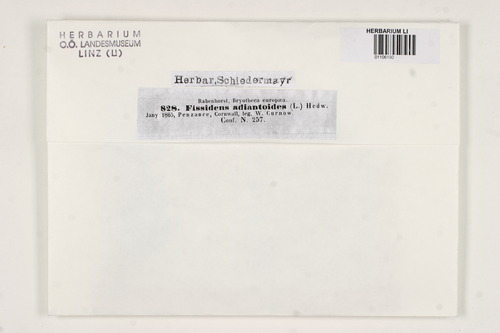 HERBARIUM
O.Ö. LANDESMUSEUM
LINZ (LI)
HERBARIUM LI
Herbar,Schiedermayr
Rabenhorst, Bryotheca europaea.
828. Fissidens adiantoides (L.) Hedw.
Jany 1865, Penzance, Cornwall, leg. W. Curnow.
Conf. N. 257.